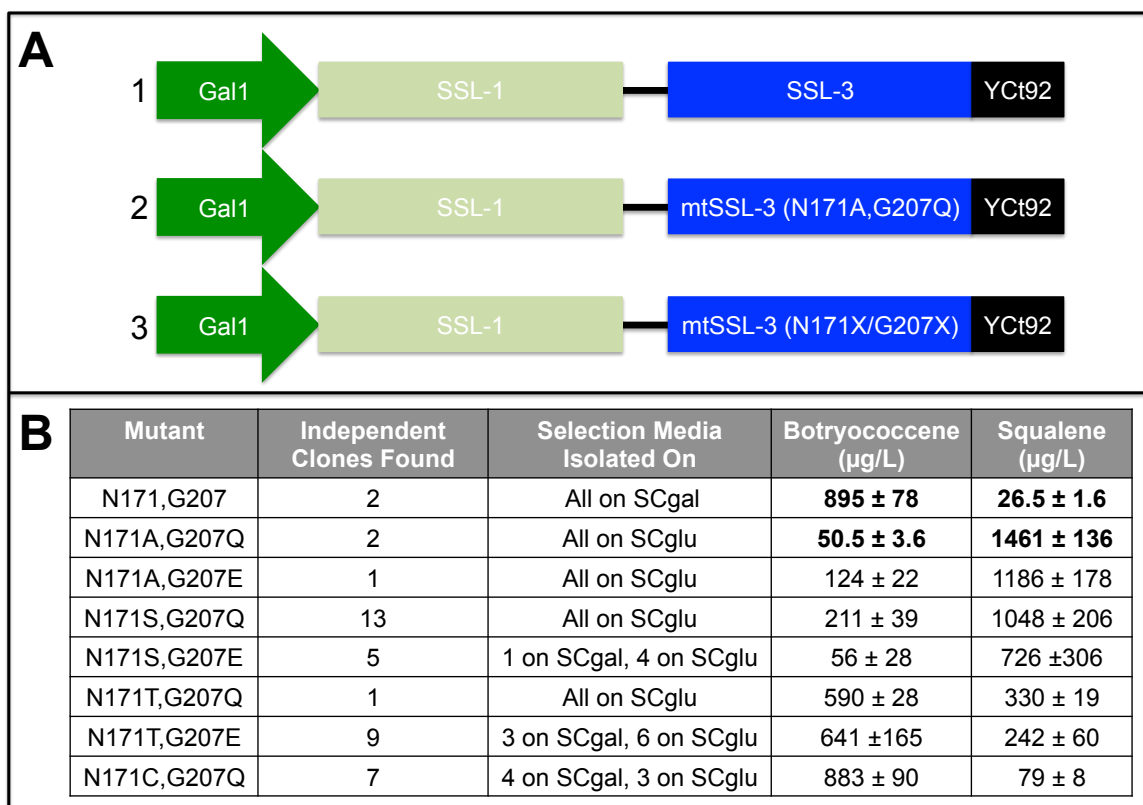 A
1 Gal1 SSL-1 SSL-3 YCt92
2 Gal1 SSL-1 mtSSL-3 (N171A,G207Q) YCt92
3 Gal1 SSL-1 mtSSL-3 (N171X/G207X) YCt92
B
Mutant Independent Clones Found Selection Media Isolated On Botryococcene (µg/L) Squalene (µg/L)
N171,G207 2 All on SCgal 895 ± 78 26.5 ± 1.6
N171A,G207Q 2 All on SCglu 50.5 ± 3.6 1461 ± 136
N171A,G207E 1 All on SCglu 124 ± 22 1186 ± 178
N171S,G207Q 13 All on SCglu 211 ± 39 1048 ± 206
N171S,G207E 5 1 on SCgal, 4 on SCglu 56 ± 28 726 ±306
N171T,G207Q 1 All on SCglu 590 ± 28 330 ± 19
N171T,G207E 9 3 on SCgal, 6 on SCglu 641 ±165 242 ± 60
N171C,G207Q 7 4 on SCgal, 3 on SCglu 883 ± 90 79 ± 8